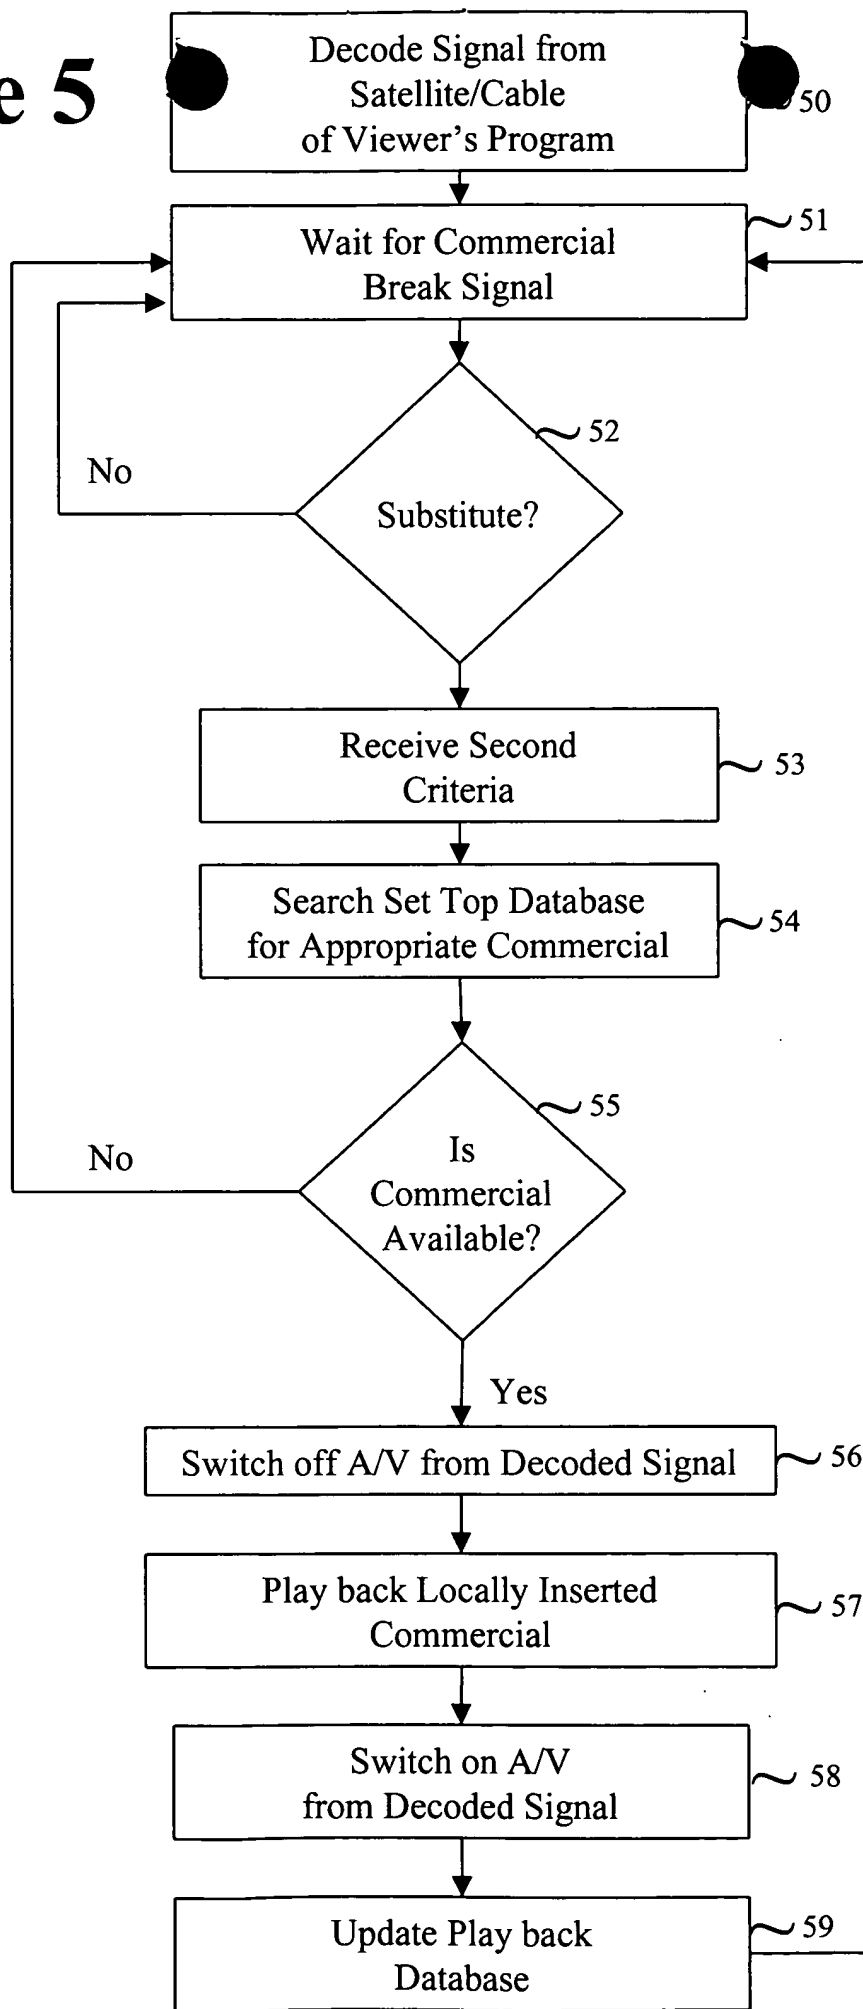 e 5
Decode Signal from
Satellite/Cable
of Viewer's Program
50
Wait for Commercial
Break Signal
51
52
No
Substitute?
Receive Second
Criteria
53
Search Set Top Database
for Appropriate Commercial
54
55
No
Is
Commercial
Available?
Yes
Switch off A/V from Decoded Signal
56
Play back Locally Inserted
Commercial
57
Switch on A/V
from Decoded Signal
58
Update Play back
Database
59